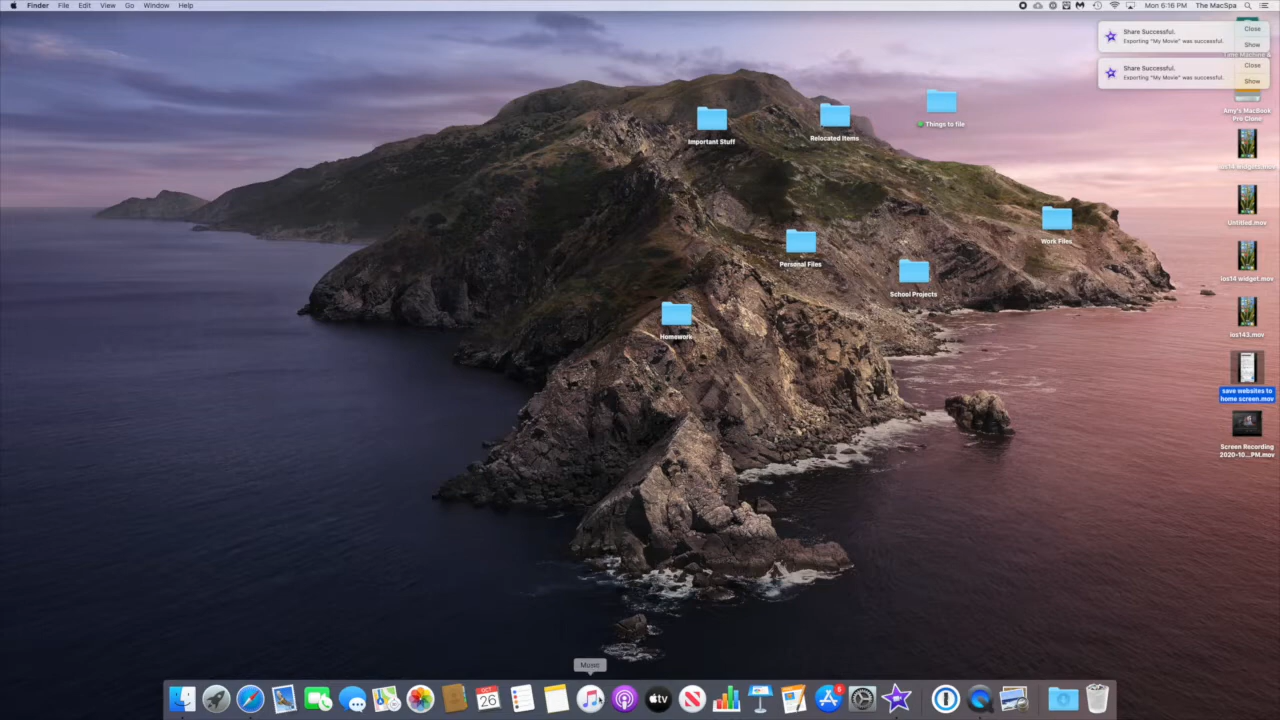 Finder File Edit View Go Window Help
Mon 6:16 PM The MacSpa
Share Successful.
Exporting "My Movie" was successful.
Close
Show
Share Successful.
Exporting "My Movie" was successful.
Close
Show
Amy's MacBook
Pro Clone
Important Stuff
Relocated Items
Things to file
Untitled.mov
Work Files
Personal Files
ios14 widget.mov
School Projects
Homework
ios143.mov
save websites to
home screen.mov
Screen Recording
2020-10...PM.mov
Music
OCT
26
tv
5